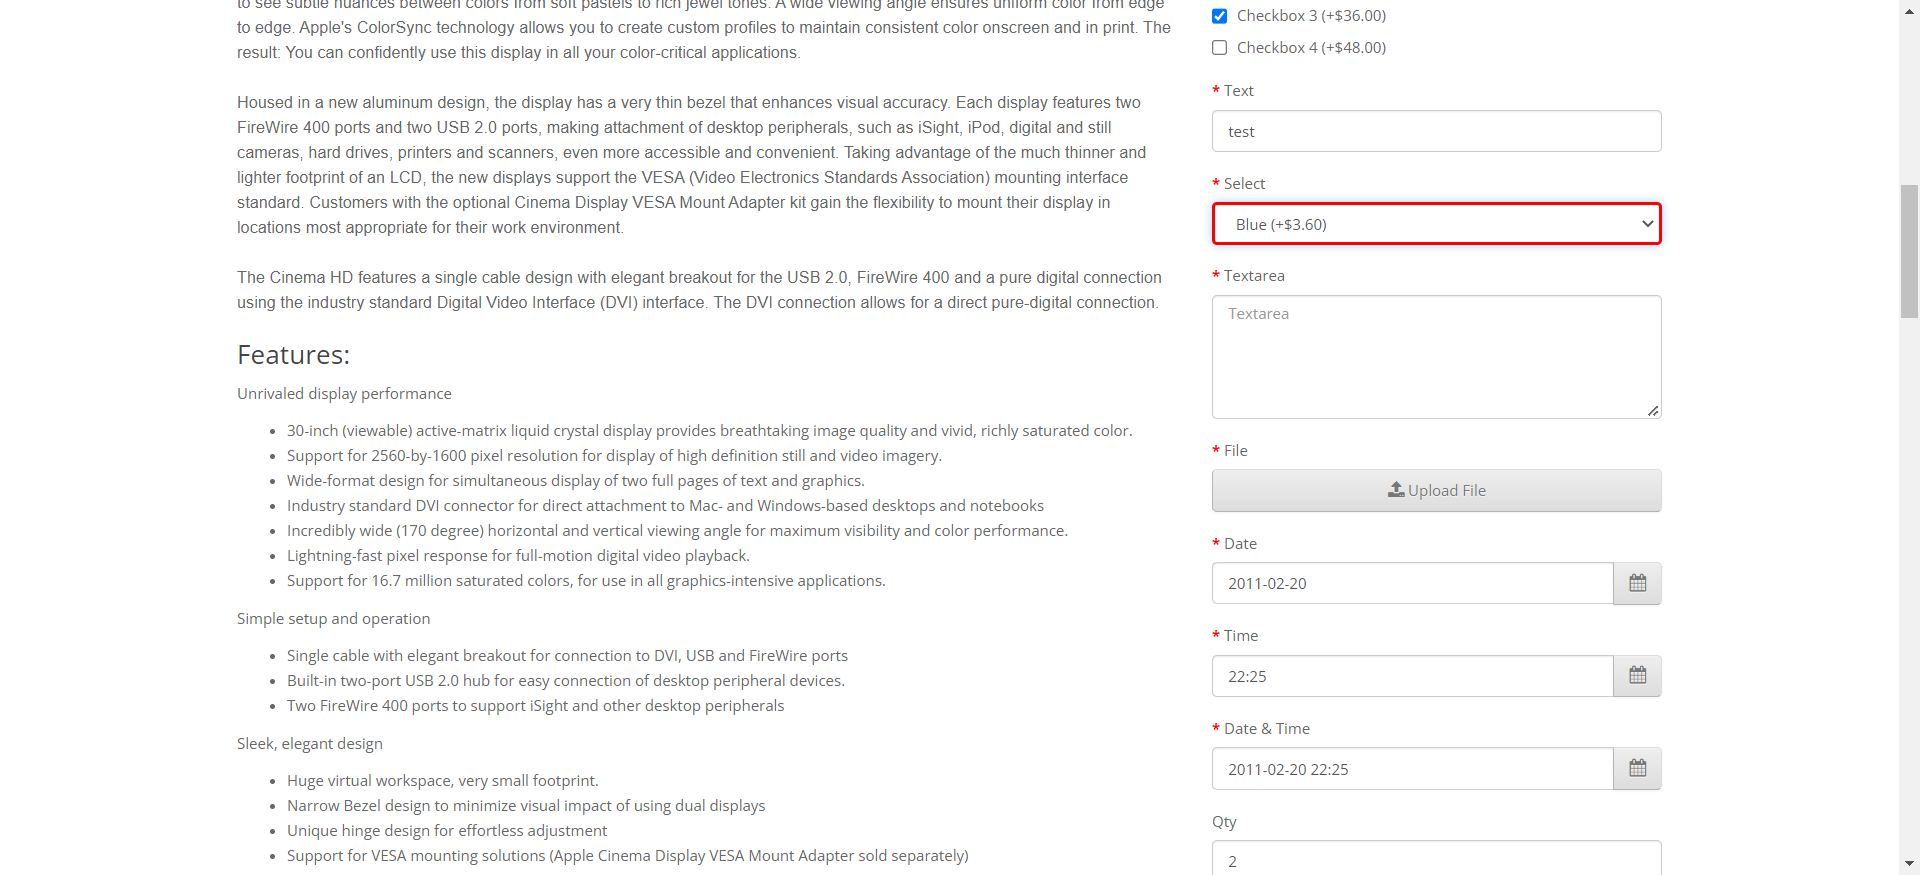 to see subtle nuances between colors from soft pastels to rich jewel tones. A wide viewing angle ensures uniform color from edge
to edge. Apple's ColorSync technology allows you to create custom profiles to maintain consistent color onscreen and in print. The
result: You can confidently use this display in all your color-critical applications.
Housed in a new aluminum design, the display has a very thin bezel that enhances visual accuracy. Each display features two
FireWire 400 ports and two USB 2.0 ports, making attachment of desktop peripherals, such as iSight, iPod, digital and still
cameras, hard drives, printers and scanners, even more accessible and convenient. Taking advantage of the much thinner and
lighter footprint of an LCD, the new displays support the VESA (Video Electronics Standards Association) mounting interface
standard. Customers with the optional Cinema Display VESA Mount Adapter kit gain the flexibility to mount their display in
locations most appropriate for their work environment.
The Cinema HD features a single cable design with elegant breakout for the USB 2.0, FireWire 400 and a pure digital connection
using the industry standard Digital Video Interface (DVI) interface. The DVI connection allows for a direct pure-digital connection.
Features:
Unrivaled display performance
• 30-inch (viewable) active-matrix liquid crystal display provides breathtaking image quality and vivid, richly saturated color.
• Support for 2560-by-1600 pixel resolution for display of high definition still and video imagery.
• Wide-format design for simultaneous display of two full pages of text and graphics.
• Industry standard DVI connector for direct attachment to Mac- and Windows-based desktops and notebooks
• Incredibly wide (170 degree) horizontal and vertical viewing angle for maximum visibility and color performance.
• Lightning-fast pixel response for full-motion digital video playback.
• Support for 16.7 million saturated colors, for use in all graphics-intensive applications.
Simple setup and operation
• Single cable with elegant breakout for connection to DVI, USB and FireWire ports
• Built-in two-port USB 2.0 hub for easy connection of desktop peripheral devices.
• Two FireWire 400 ports to support iSight and other desktop peripherals
Sleek, elegant design
• Huge virtual workspace, very small footprint.
• Narrow Bezel design to minimize visual impact of using dual displays
• Unique hinge design for effortless adjustment
• Support for VESA mounting solutions (Apple Cinema Display VESA Mount Adapter sold separately)
Checkbox 3 (+$36.00)
Checkbox 4 (+$48.00)
* Text
test
* Select
Blue (+$3.60)
* Textarea
Textarea
* File
Upload File
* Date
2011-02-20
* Time
22:25
* Date & Time
2011-02-20 22:25
Qty
2